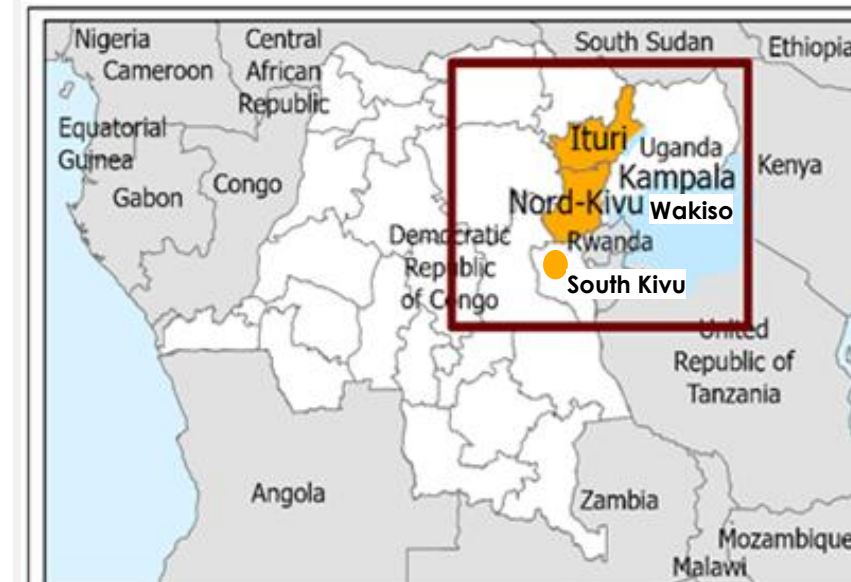 Nigeria
Cameroon
Central
African
Republic
South Sudan
Ethiopia
Equatorial
Guinea
Gabon
Congo
Ituri
Uganda
Kampala
Kenya
Nord-Kivu
Wakiso
Democratic
Republic
of Congo
Rwanda
South Kivu
United
Republic of
Tanzania
Angola
Zambia
Mozambique
Malawi